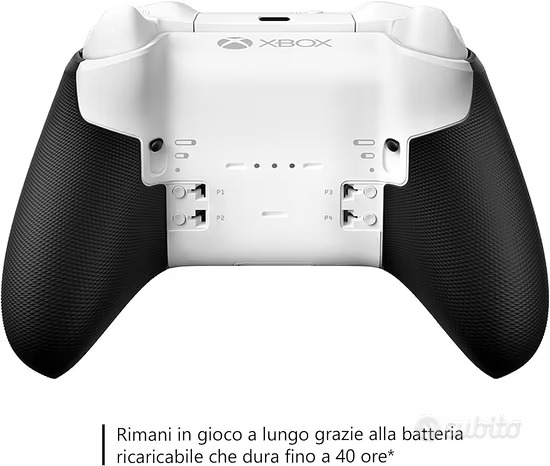 XBOX
P1
P3
P2
P4
Rimani in gioco a lungo grazie alla batteria
subito
ricaricabile che dura fino a 40 ore*